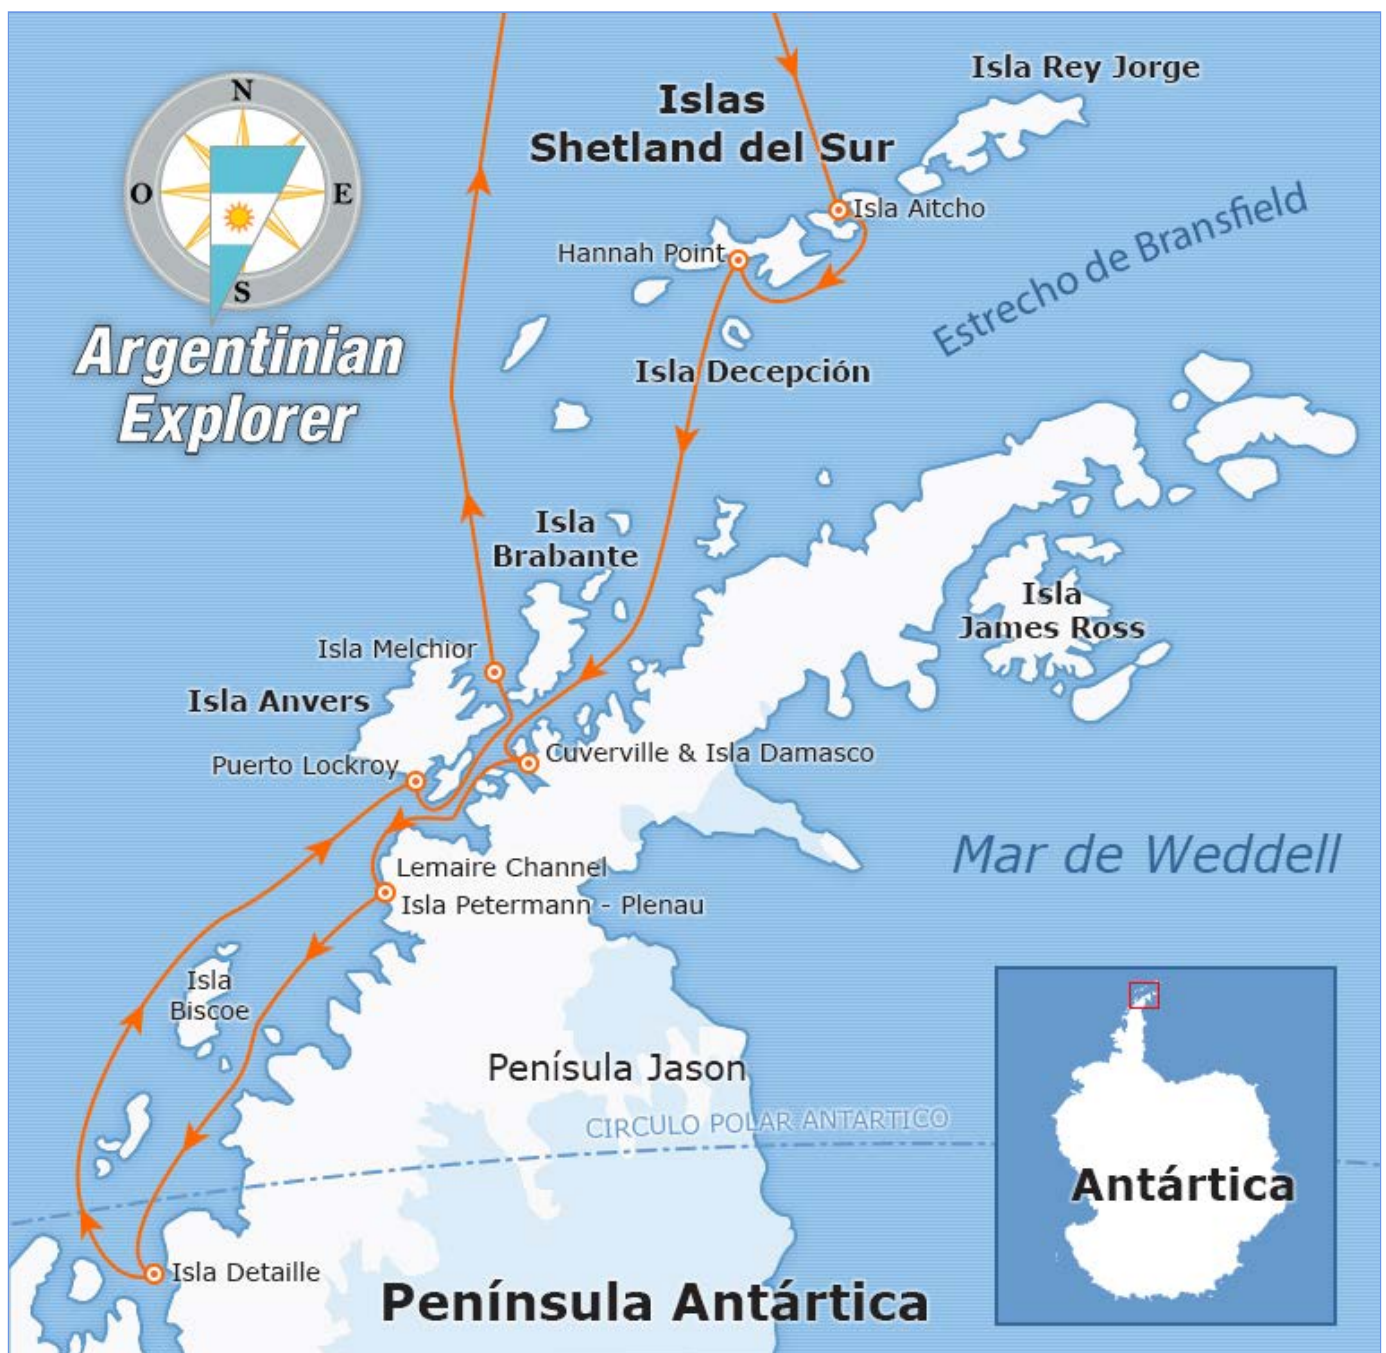 Isla Rey Jorge
Islas
Shetland del Sur
N
O
E
S
Isla Aitcho
Hannah Point
Estrecho de Bransfield
Argentinian
Explorer
Isla Decepción
Isla
Brabante
Isla
James Ross
Isla Melchior
Isla Anvers
Puerto Lockroy
Cuverville & Isla Damasco
Mar de Weddell
Lemaire Channel
Isla Petermann - Plenau
Isla
Biscoe
Penísula Jason
CIRCULO POLAR ANTARTICO
Antártica
Isla Detaille
Península Antártica